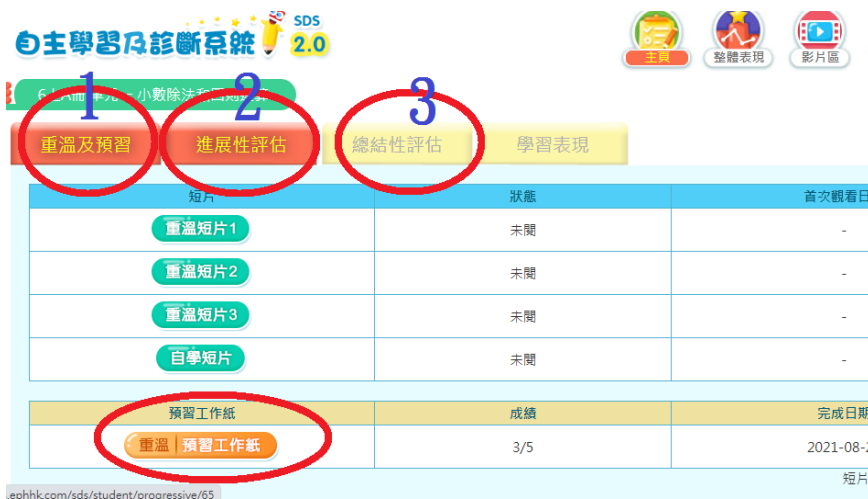 自主學習及診斷系統 SDS 2.0
主頁 整體表現 影片區
1 2 3
重溫及預習 進展性評估 總結性評估 學習表現
短片 狀態 首次觀看日
重溫短片1 未閱 -
重溫短片2 未閱 -
重溫短片3 未閱 -
自學短片 未閱 -
預習工作紙 成績 完成日期
重溫 預習工作紙 3/5 2021-08-2
短片
.ephhk.com/sds/student/progressive/65